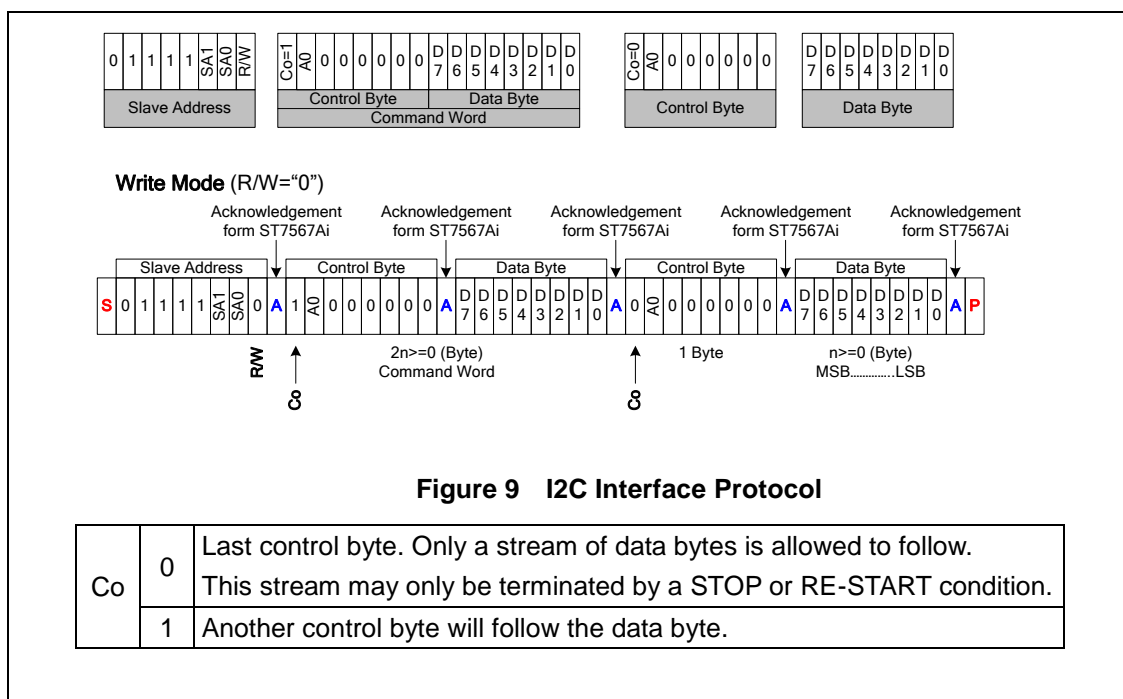 0 1 1 1 1 SA1 SA0 R/W
Slave Address
Co=1 A0 0 0 0 0 0 0 D7 D6 D5 D4 D3 D2 D1 D0
Control Byte Data Byte
Command Word
Co=0 A0 0 0 0 0 0 0
Control Byte
D7 D6 D5 D4 D3 D2 D1 D0
Data Byte
Write Mode (R/W=“0”)
Acknowledgement
form ST7567Ai
Acknowledgement
form ST7567Ai
Acknowledgement
form ST7567Ai
Acknowledgement
form ST7567Ai
Acknowledgement
form ST7567Ai
Slave Address Control Byte Data Byte Control Byte Data Byte
S 0 1 1 1 1 SA1 SA0 0 A 1 A0 0 0 0 0 0 0 A D7 D6 D5 D4 D3 D2 D1 D0 A 0 A0 0 0 0 0 0 0 A D7 D6 D5 D4 D3 D2 D1 D0 A P
R/W
Co
2n>=0 (Byte)
Command Word
Co
1 Byte
n>=0 (Byte)
MSB..............LSB
Figure 9 I2C Interface Protocol
Co
0
Last control byte. Only a stream of data bytes is allowed to follow.
This stream may only be terminated by a STOP or RE-START condition.
1 Another control byte will follow the data byte.